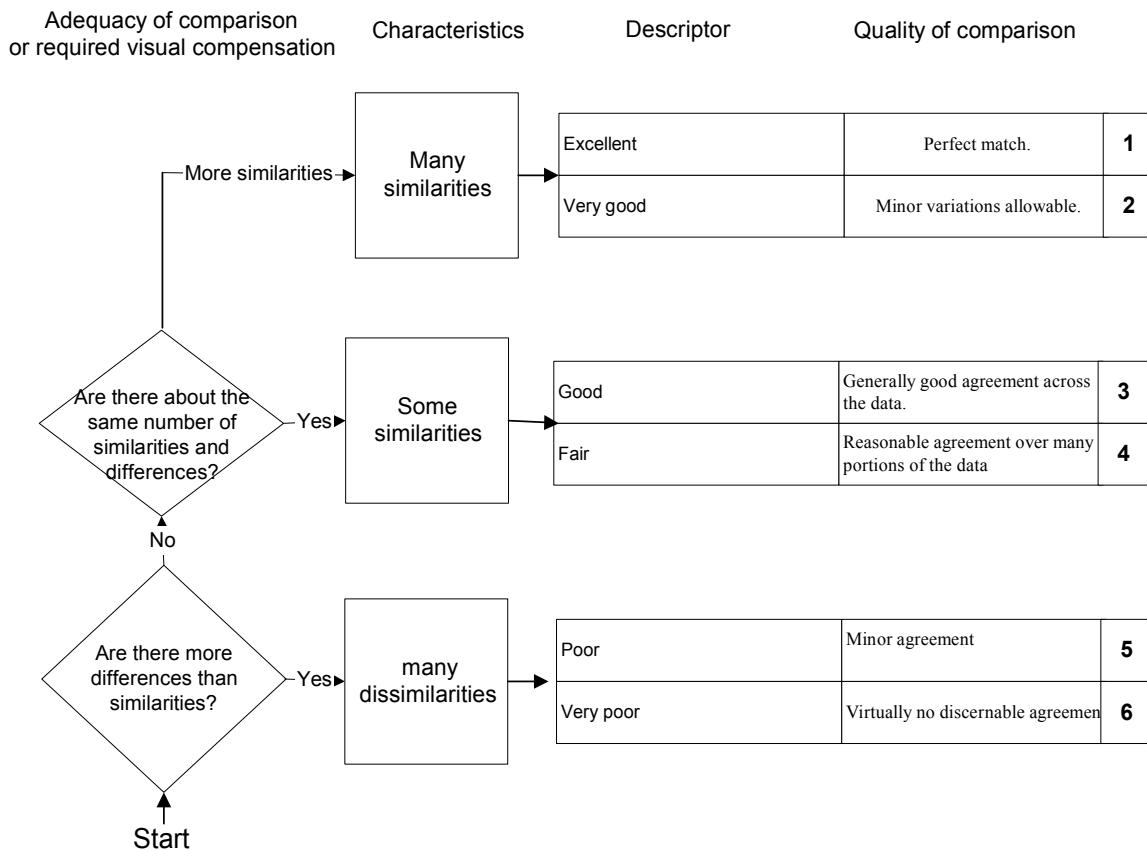 Adequacy of comparison
or required visual compensation
Characteristics
Descriptor
Quality of comparison
More similarities
Many
similarities
Excellent
Perfect match.
1
Very good
Minor variations allowable.
2
Are there about the
same number of
similarities and
differences?
Yes
Some
similarities
Good
Generally good agreement across
the data.
3
Fair
Reasonable agreement over many
portions of the data
4
No
Are there more
differences than
similarities?
Yes
many
dissimilarities
Poor
Minor agreement
5
Very poor
Virtually no discernable agreemen
6
Start